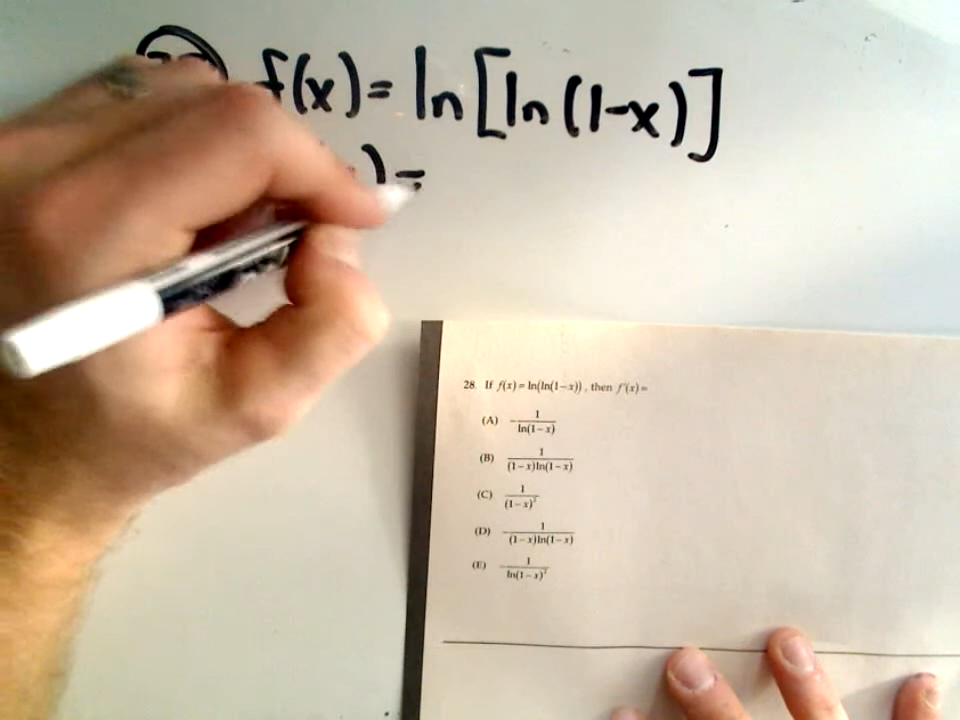 f(x) = ln[ln(1-x)]
) =
28. If f(x) = ln(ln(1-x)), then f'(x) =
(A) -1/ln(1-x)
(B) 1/(1-x)ln(1-x)
(C) 1/(1-x)²
(D) -1/(1-x)ln(1-x)
(E) -1/ln(1-x)²